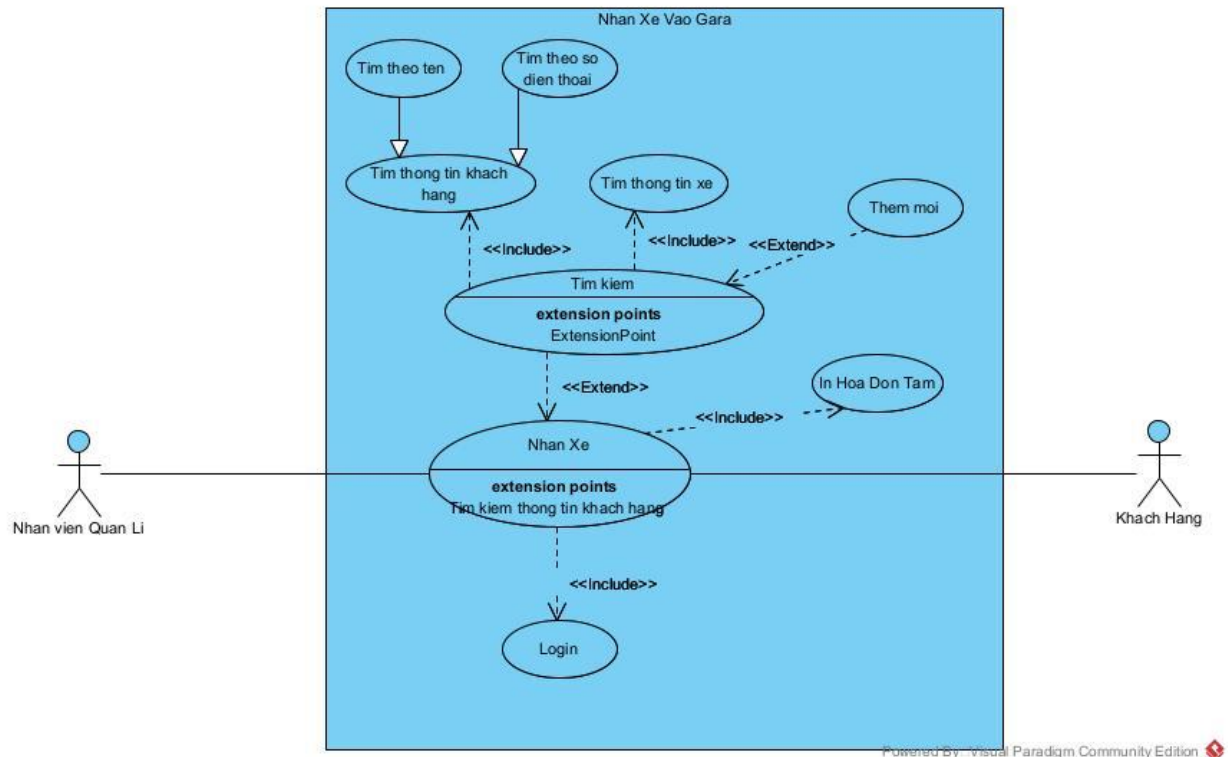 Nhan Xe Vao Gara
Tim theo ten
Tim theo so
dien thoai
Tim thong tin khach
hang
Tim thong tin xe
Them moi
<<Include>>
<<Include>>
<<Extend>>
Tim kiem
extension points
ExtensionPoint
<<Extend>>
In Hoa Don Tam
<<Include>>
Nhan Xe
extension points
Tim kiem thong tin khach hang
Nhan vien Quan Li
Khach Hang
<<Include>>
Login
Powered By: Visual Paradigm Community Edition